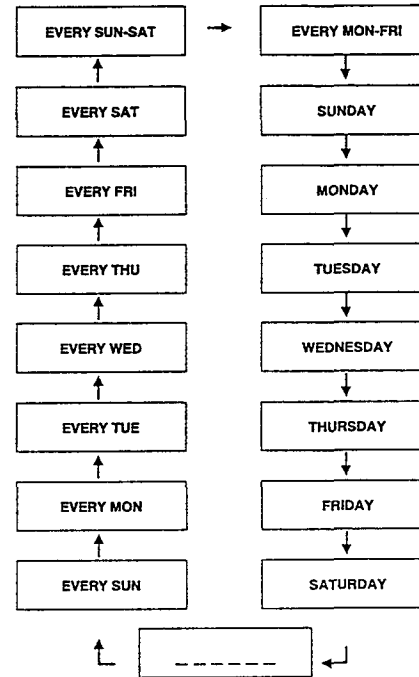 EVERY SUN-SAT
EVERY MON-FRI
EVERY SAT
SUNDAY
EVERY FRI
MONDAY
EVERY THU
TUESDAY
EVERY WED
WEDNESDAY
EVERY TUE
THURSDAY
EVERY MON
FRIDAY
EVERY SUN
SATURDAY
_ _ _ _ _ _ _